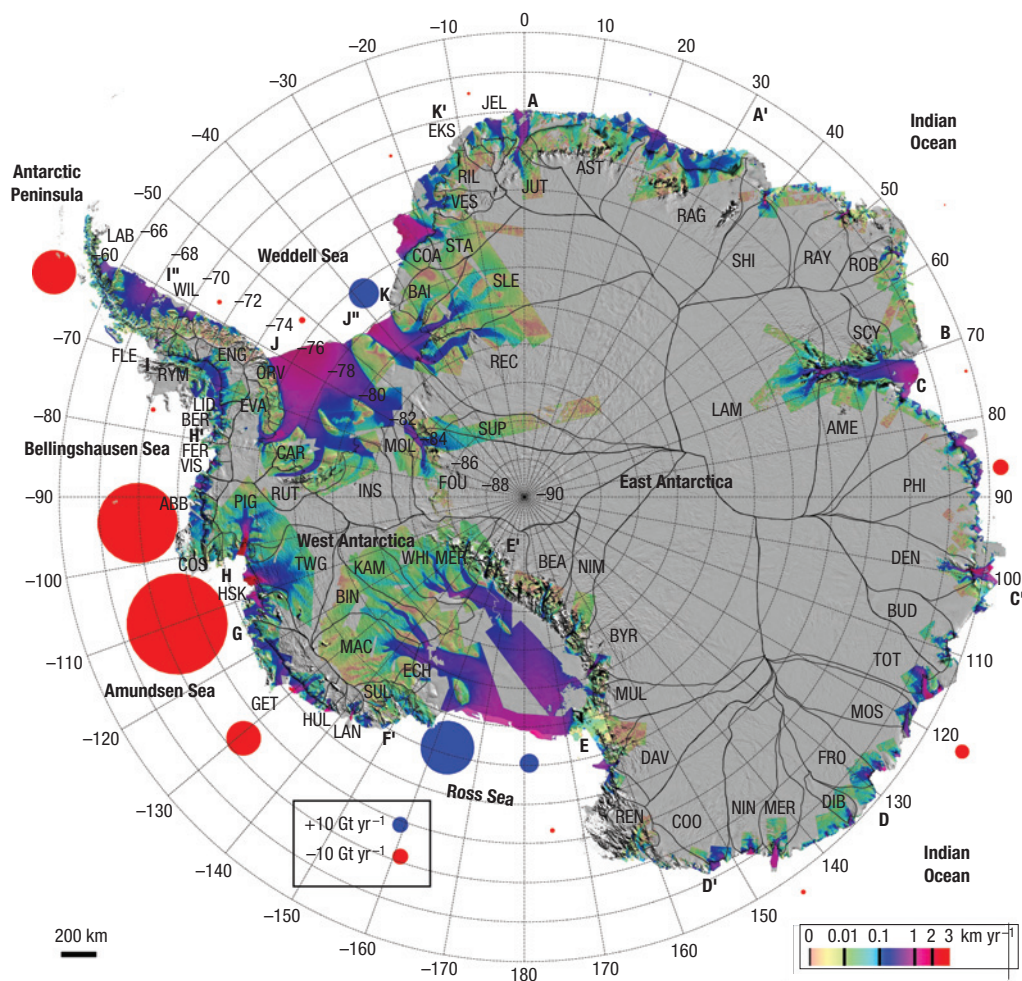 0
−10
10
−20
20
−30
30
−40
40
K'
JEL
A
A'
EKS
Indian
Ocean
Antarctic
Peninsula
−50
50
RIL
JUT
AST
VES
RAG
−66
LAB
−60
−68
I''
WIL
−70
Weddell Sea
STA
COA
SHI
RAY
ROB
60
−72
−74
K
BAI
SLE
J''
B
−70
J
−76
SCY
70
FLE
I
RYM
ENG
ORV
−78
REC
C
LID
EVA
−80
LAM
80
BER
H'
−82
SUP
AME
−80
FER
−84
Bellingshausen Sea
VIS
CAR
MOL
−86
FOU
−88
−90
East Antarctica
PHI
−90
ABB
PIG
RUT
INS
90
West Antarctica
E'
COS
TWG
WHI
MER
BEA
NIM
DEN
−100
H
KAM
100
C'
HSK
BIN
BUD
G
BYR
−110
MAC
TOT
110
ECH
Amundsen Sea
SUL
MUL
MOS
GET
HUL
LAN
F'
E
DAV
−120
120
FRO
Ross Sea
REN
COO
NIN
MER
DIB
130
D
−130
+10 Gt yr−1
−10 Gt yr−1
D'
140
Indian
Ocean
−140
−150
150
200 km
−160
−170
180
170
160
0 0.01 0.1 1 2 3 km yr−1